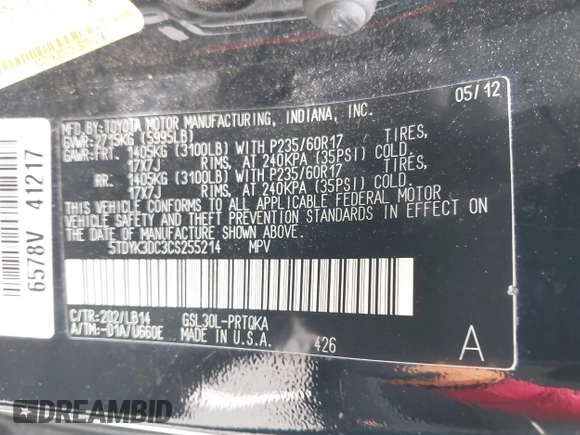 MFD. BY:TOYOTA MOTOR MANUFACTURING, INDIANA, INC. 05/12
GVWR:2715KG (5995LB)
GAWR:FRT. 1405KG (3100LB) WITH P235/60R17 TIRES,
17X7J RIMS, AT 240KPA (35PSI) COLD.
RR. 1405KG (3100LB) WITH P235/60R17 TIRES,
17X7J RIMS, AT 240KPA (35PSI) COLD.
THIS VEHICLE CONFORMS TO ALL APPLICABLE FEDERAL MOTOR
VEHICLE SAFETY AND THEFT PREVENTION STANDARDS IN EFFECT ON
THE DATE OF MANUFACTURE SHOWN ABOVE.
5TDYK3DC3CS255214 MPV
C/TR:202/LB14 GSL30L-PRTQKA
A/TM:-01A/U660E MADE IN U.S.A. 426 A
6578V 41217
DREAMBID